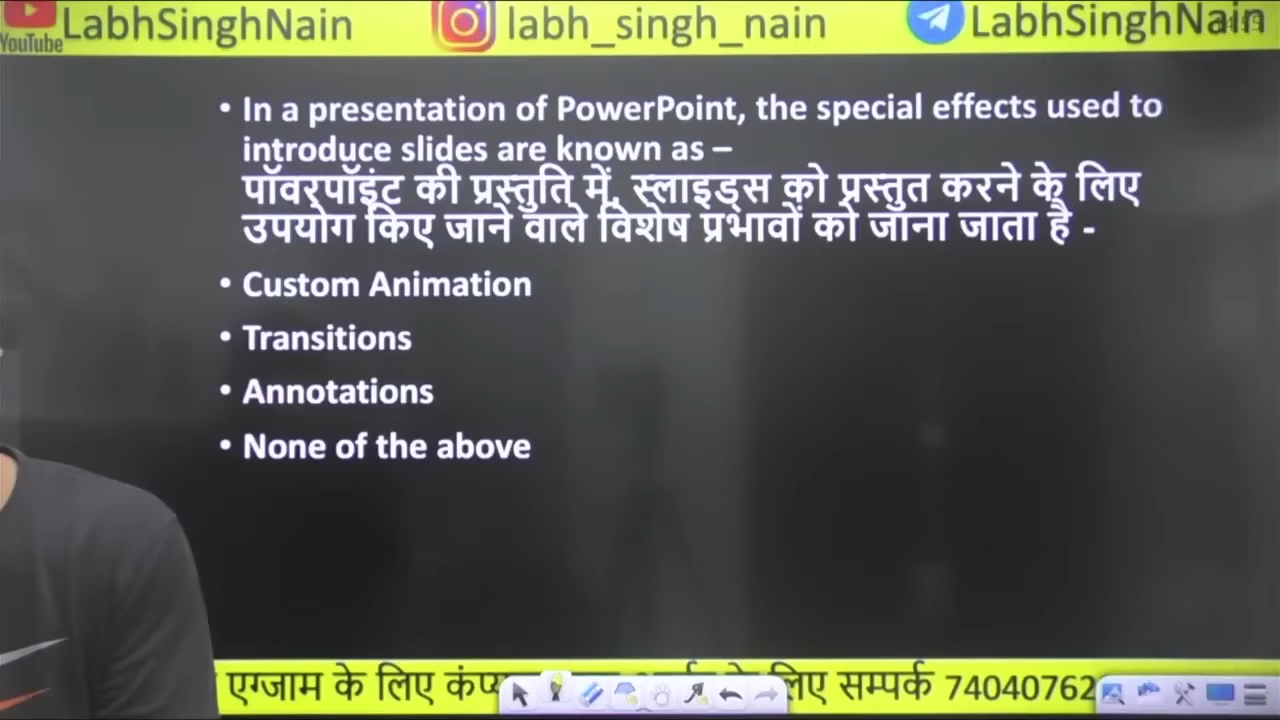 YouTube LabhSinghNain labh_singh_nain LabhSinghNain
• In a presentation of PowerPoint, the special effects used to
introduce slides are known as –
पॉवरपॉइंट की प्रस्तुति में, स्लाइड्स को प्रस्तुत करने के लिए
उपयोग किए जाने वाले विशेष प्रभावों को जाना जाता है -
• Custom Animation
• Transitions
• Annotations
• None of the above
एग्जाम के लिए लिए सम्पर्क 74040762